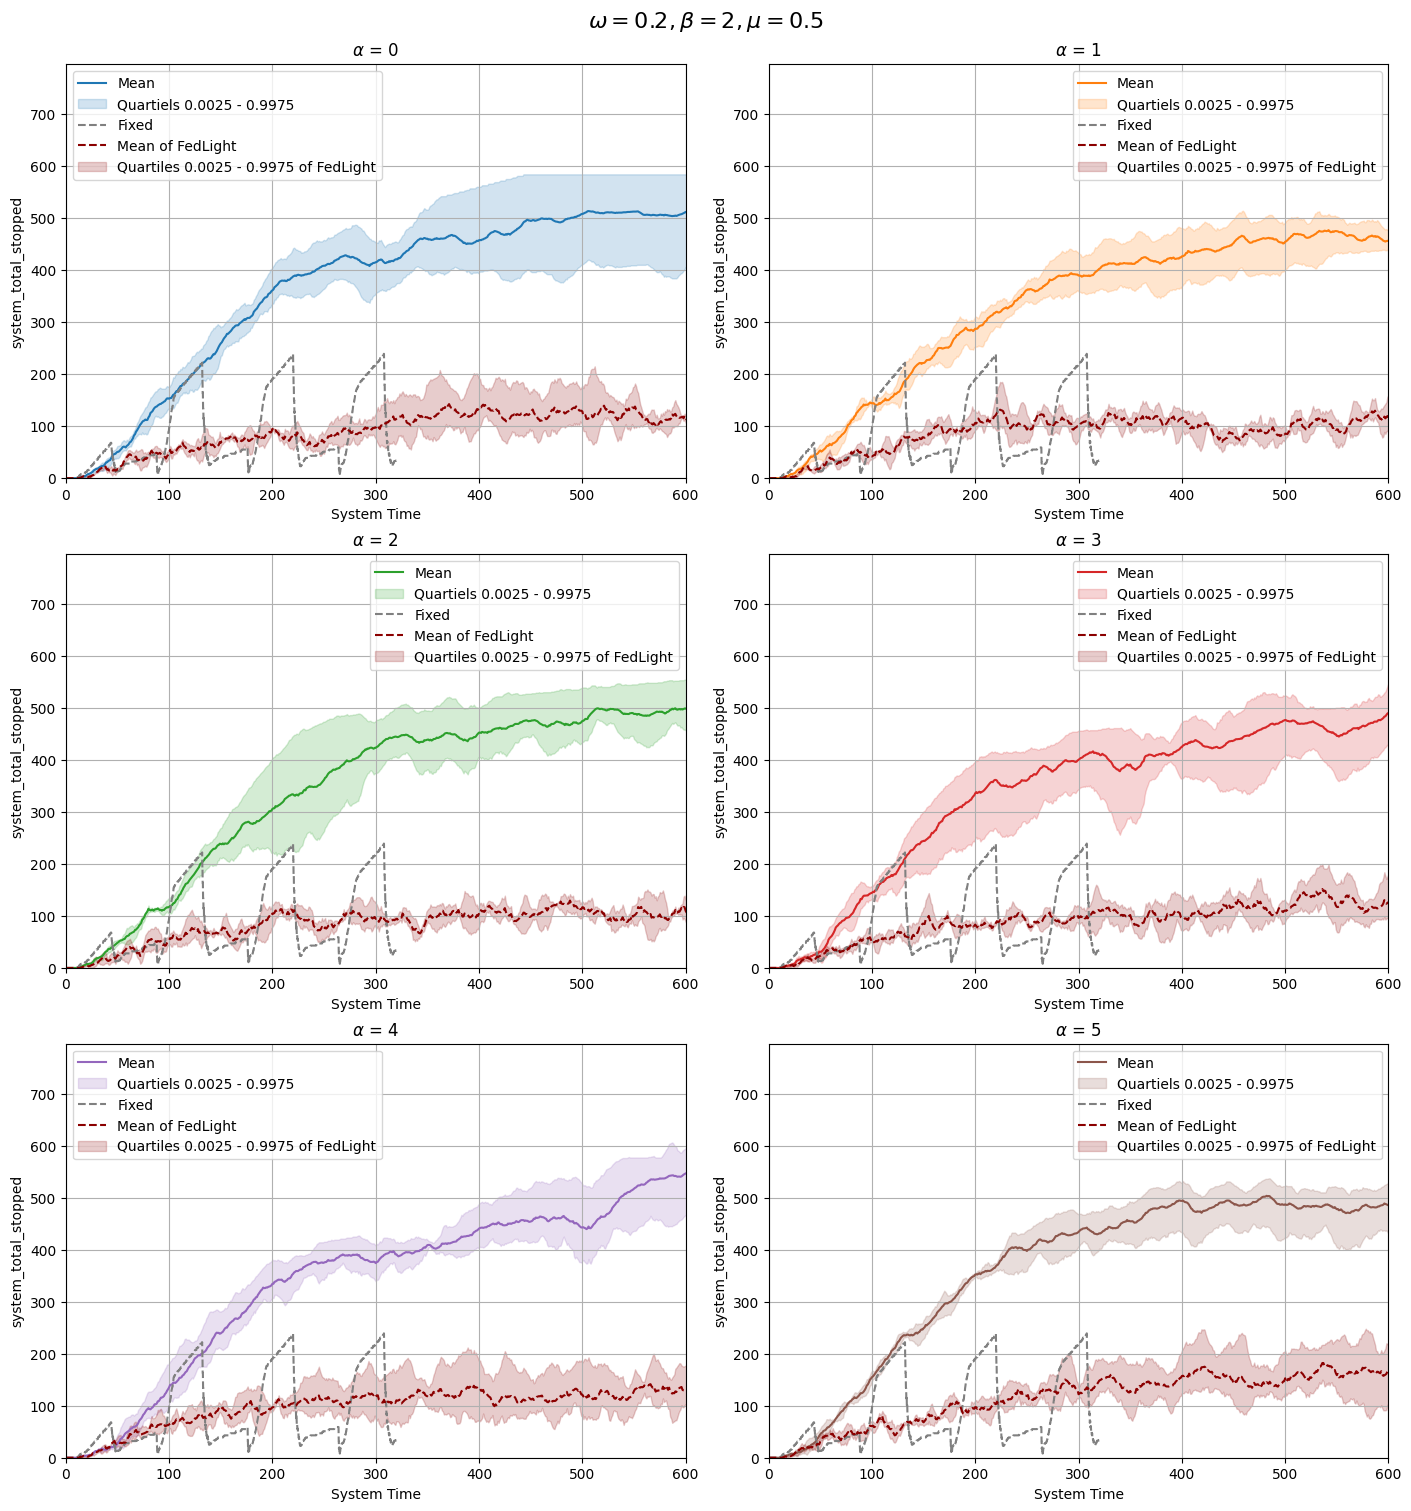 ω = 0.2, β = 2, μ = 0.5
α = 0
Mean
Quartiels 0.0025 - 0.9975
Fixed
Mean of FedLight
Quartiles 0.0025 - 0.9975 of FedLight
700
600
500
400
300
200
100
0
system_total_stopped
0 100 200 300 400 500 600
System Time
α = 1
Mean
Quartiels 0.0025 - 0.9975
Fixed
Mean of FedLight
Quartiles 0.0025 - 0.9975 of FedLight
700
600
500
400
300
200
100
0
system_total_stopped
0 100 200 300 400 500 600
System Time
α = 2
Mean
Quartiels 0.0025 - 0.9975
Fixed
Mean of FedLight
Quartiles 0.0025 - 0.9975 of FedLight
700
600
500
400
300
200
100
0
system_total_stopped
0 100 200 300 400 500 600
System Time
α = 3
Mean
Quartiels 0.0025 - 0.9975
Fixed
Mean of FedLight
Quartiles 0.0025 - 0.9975 of FedLight
700
600
500
400
300
200
100
0
system_total_stopped
0 100 200 300 400 500 600
System Time
α = 4
Mean
Quartiels 0.0025 - 0.9975
Fixed
Mean of FedLight
Quartiles 0.0025 - 0.9975 of FedLight
700
600
500
400
300
200
100
0
system_total_stopped
0 100 200 300 400 500 600
System Time
α = 5
Mean
Quartiels 0.0025 - 0.9975
Fixed
Mean of FedLight
Quartiles 0.0025 - 0.9975 of FedLight
700
600
500
400
300
200
100
0
system_total_stopped
0 100 200 300 400 500 600
System Time